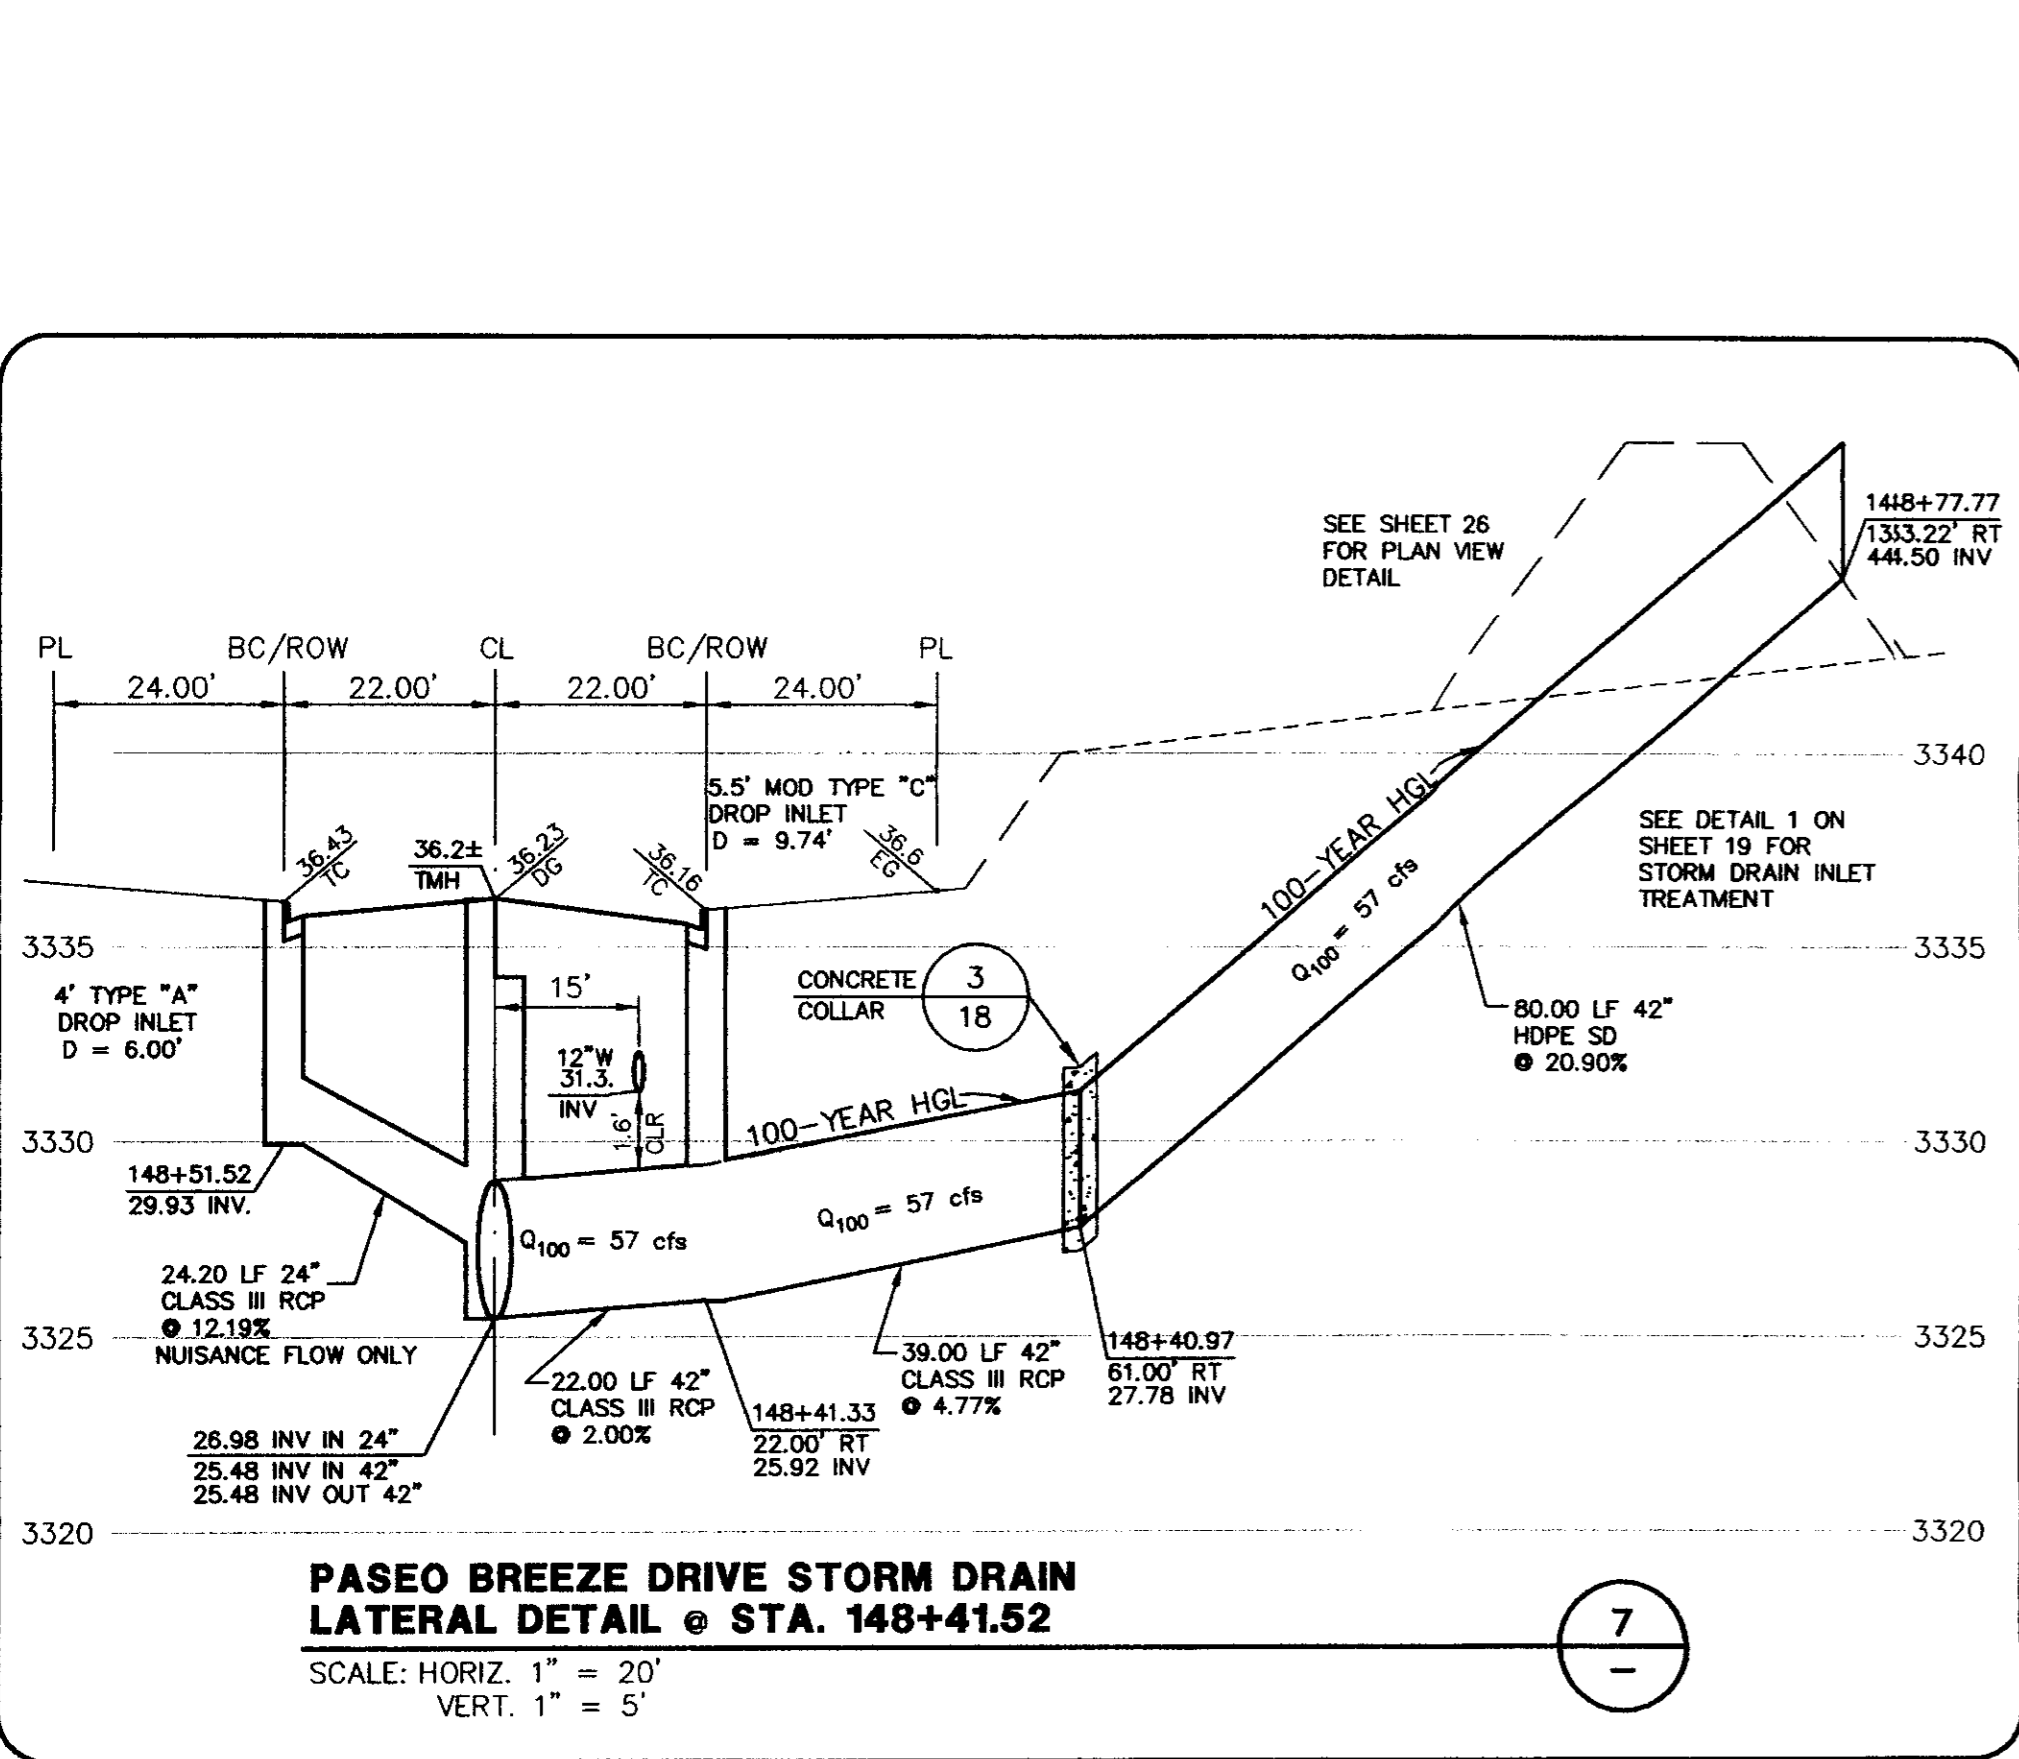 SEE SHEET 26
FOR PLAN VIEW
DETAIL
148+77.77
RT
INV
PL
BC/ROW
CL
BC/ROW
PL
24.00'
22.00'
22.00'
24.00'
3340
5.5' MOD TYPE "C"
DROP INLET
D = 9.74'
36.43
TC
36.2±
TMH
36.23
DG
36.16
TC
36.6
EG
100-YEAR HGL
Q100 = 57 cfs
SEE DETAIL 1 ON
SHEET 19 FOR
STORM DRAIN INLET
TREATMENT
3335
3335
4' TYPE "A"
DROP INLET
D = 6.00'
15'
CONCRETE
COLLAR
3
18
80.00 LF 42"
HDPE SD
@ 20.90%
12"W
31.3.
INV
1.6'
CLR
100-YEAR HGL
3330
3330
148+51.52
29.93 INV.
Q100 = 57 cfs
Q100 = 57 cfs
24.20 LF 24"
CLASS III RCP
@ 12.19%
NUISANCE FLOW ONLY
3325
3325
22.00 LF 42"
CLASS III RCP
@ 2.00%
39.00 LF 42"
CLASS III RCP
@ 4.77%
148+40.97
61.00' RT
27.78 INV
148+41.33
22.00' RT
25.92 INV
26.98 INV IN 24"
25.48 INV IN 42"
25.48 INV OUT 42"
3320
3320
PASEO BREEZE DRIVE STORM DRAIN
LATERAL DETAIL @ STA. 148+41.52
SCALE: HORIZ. 1" = 20'
VERT. 1" = 5'
7
–